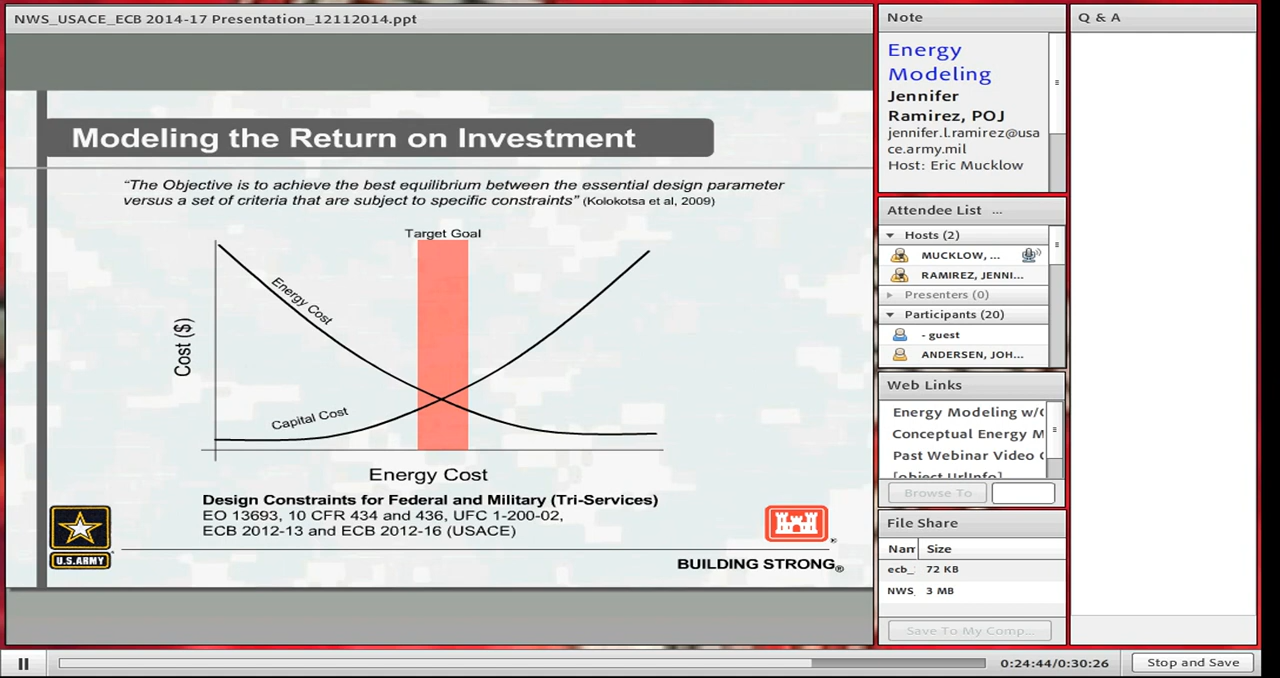 NWS_USACE_ECB 2014-17 Presentation_12112014.ppt
Modeling the Return on Investment
“The Objective is to achieve the best equilibrium between the essential design parameter
versus a set of criteria that are subject to specific constraints” (Kolokotsa et al, 2009)
Target Goal
Energy Cost
Cost ($)
Capital Cost
Energy Cost
Design Constraints for Federal and Military (Tri-Services)
EO 13693, 10 CFR 434 and 436, UFC 1-200-02,
ECB 2012-13 and ECB 2012-16 (USACE)
U.S.ARMY
BUILDING STRONG®
Note
Energy
Modeling
Jennifer
Ramirez, POJ
jennifer.l.ramirez@usa
ce.army.mil
Host: Eric Mucklow
Attendee List ...
Hosts (2)
MUCKLOW, ...
RAMIREZ, JENNI...
Presenters (0)
Participants (20)
- guest
ANDERSEN, JOH...
Web Links
Energy Modeling w/(
Conceptual Energy M
Past Webinar Video (
[object UrlInfo]
Browse To
File Share
Nan Size
ecb_ 72 KB
NWS_ 3 MB
Save To My Comp...
Q & A
0:24:44/0:30:26
Stop and Save